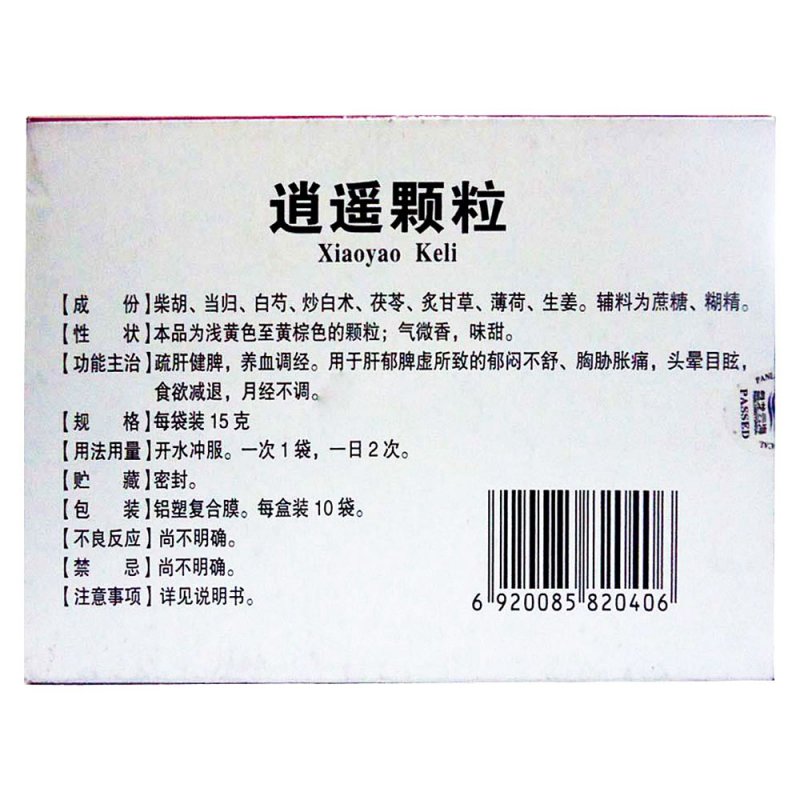 逍遥颗粒
Xiaoyao Keli
【成 份】柴胡、当归、白芍、炒白术、茯苓、炙甘草、薄荷、生姜。辅料为蔗糖、糊精。
【性 状】本品为浅黄色至黄棕色的颗粒；气微香，味甜。
【功能主治】疏肝健脾，养血调经。用于肝郁脾虚所致的郁闷不舒、胸胁胀痛，头晕目眩，
食欲减退，月经不调。
【规 格】每袋装15克
【用法用量】开水冲服。一次1袋，一日2次。
【贮 藏】密封。
【包 装】铝塑复合膜。每盒装10袋。
【不良反应】尚不明确。
【禁 忌】尚不明确。
【注意事项】详见说明书。
6 920085 820406
PASSED